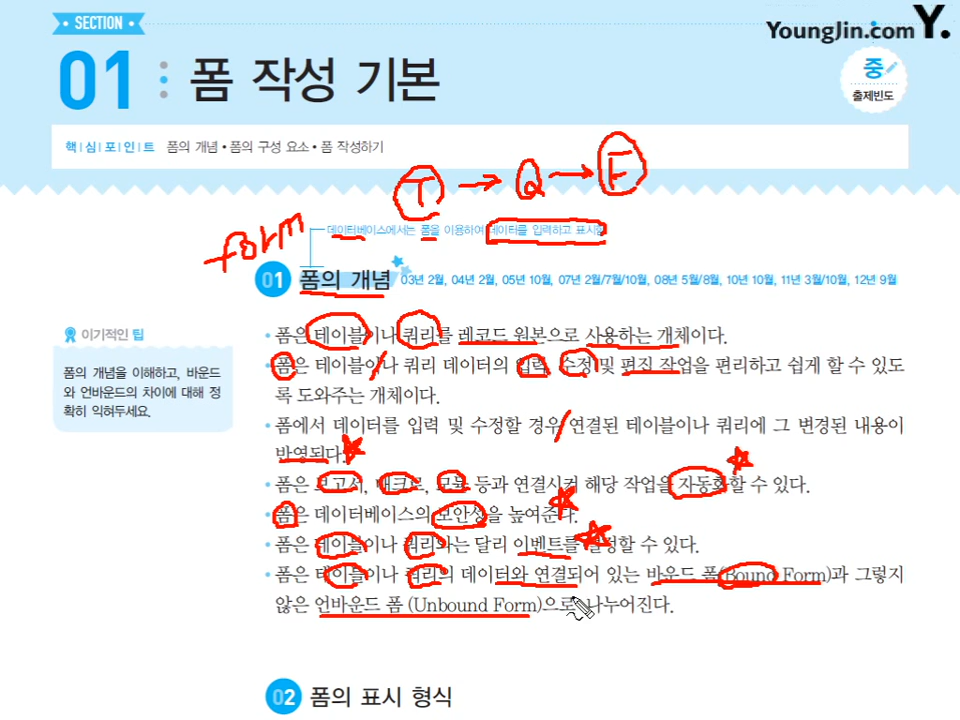 SECTION
YoungJin.com Y.
01 폼 작성 기본
중
출제빈도
핵심포인트 폼의 개념 • 폼의 구성 요소 • 폼 작성하기
T → Q → F
form
데이터베이스에서는 폼을 이용하여 데이터를 입력하고 표시함
01 폼의 개념 03년 2월, 04년 2월, 05년 10월, 07년 2월/7월/10월, 08년 5월/8월, 10년 10월, 11년 3월/10월, 12년 9월
이기적인 팁
폼의 개념을 이해하고, 바운드
와 언바운드의 차이에 대해 정
확히 익혀두세요.
• 폼은 테이블이나 쿼리를 레코드 원본으로 사용하는 개체이다.
• 폼은 테이블이나 쿼리 데이터의 입력, 수정 및 편집 작업을 편리하고 쉽게 할 수 있도
록 도와주는 개체이다.
• 폼에서 데이터를 입력 및 수정할 경우 연결된 테이블이나 쿼리에 그 변경된 내용이
반영된다.
• 폼은 보고서, 매크로, 모듈 등과 연결시켜 해당 작업을 자동화할 수 있다.
• 폼은 데이터베이스의 보안성을 높여준다.
• 폼은 테이블이나 쿼리와는 달리 이벤트를 설정할 수 있다.
• 폼은 테이블이나 쿼리의 데이터와 연결되어 있는 바운드 폼(Bound Form)과 그렇지
않은 언바운드 폼(Unbound Form)으로 나누어진다.
02 폼의 표시 형식